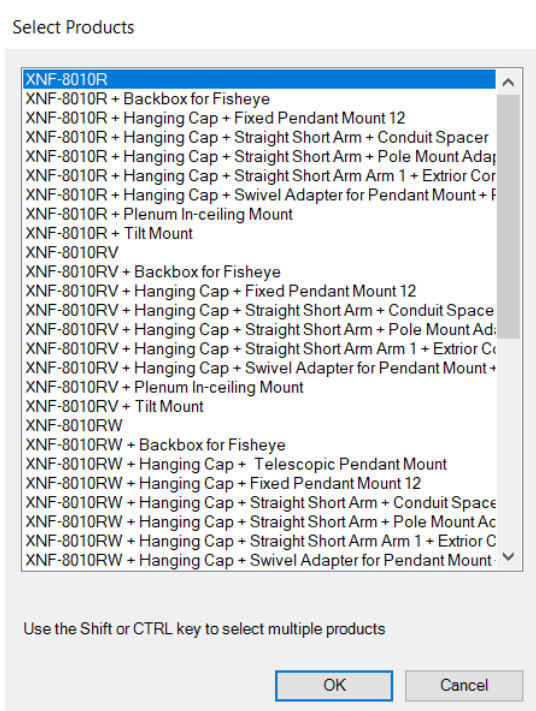 Select Products
XNF-8010R
XNF-8010R + Backbox for Fisheye
XNF-8010R + Hanging Cap + Fixed Pendant Mount 12
XNF-8010R + Hanging Cap + Straight Short Arm + Conduit Spacer
XNF-8010R + Hanging Cap + Straight Short Arm + Pole Mount Adap
XNF-8010R + Hanging Cap + Straight Short Arm Arm 1 + Extrior Cor
XNF-8010R + Hanging Cap + Swivel Adapter for Pendant Mount +
XNF-8010R + Plenum In-ceiling Mount
XNF-8010R + Tilt Mount
XNF-8010RV
XNF-8010RV + Backbox for Fisheye
XNF-8010RV + Hanging Cap + Fixed Pendant Mount 12
XNF-8010RV + Hanging Cap + Straight Short Arm + Conduit Space
XNF-8010RV + Hanging Cap + Straight Short Arm + Pole Mount Ad
XNF-8010RV + Hanging Cap + Straight Short Arm Arm 1 + Extrior Co
XNF-8010RV + Hanging Cap + Swivel Adapter for Pendant Mount +
XNF-8010RV + Plenum In-ceiling Mount
XNF-8010RV + Tilt Mount
XNF-8010RW
XNF-8010RW + Backbox for Fisheye
XNF-8010RW + Hanging Cap + Telescopic Pendant Mount
XNF-8010RW + Hanging Cap + Fixed Pendant Mount 12
XNF-8010RW + Hanging Cap + Straight Short Arm + Conduit Space
XNF-8010RW + Hanging Cap + Straight Short Arm + Pole Mount Ac
XNF-8010RW + Hanging Cap + Straight Short Arm Arm 1 + Extrior C
XNF-8010RW + Hanging Cap + Swivel Adapter for Pendant Mount
Use the Shift or CTRL key to select multiple products
OK
Cancel